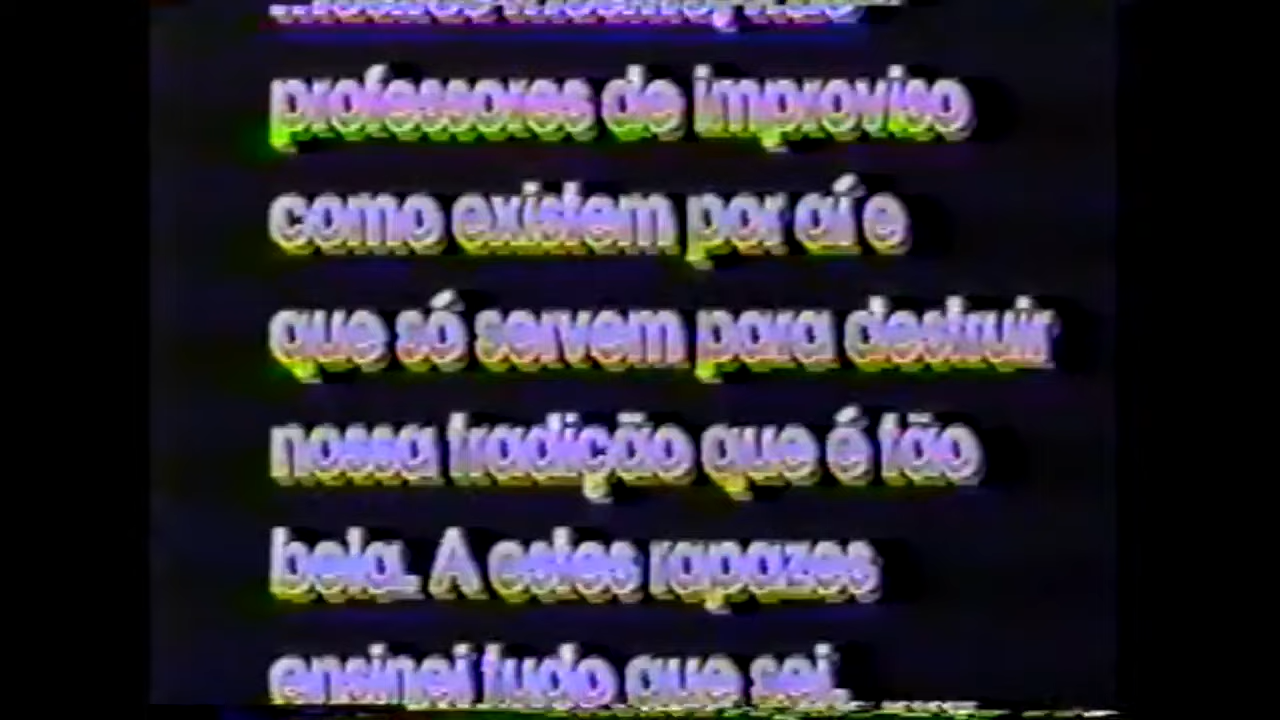 professores de improviso
como existem por aí e
que só servem para destruir
nossa tradição que é tão
bela. A estes rapazes
ensinei tudo que sei.